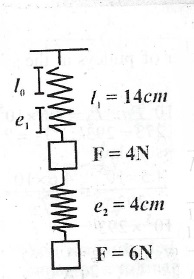 l₀
l₁ = 14cm
e₁
F = 4N
e₂ = 4cm
F = 6N